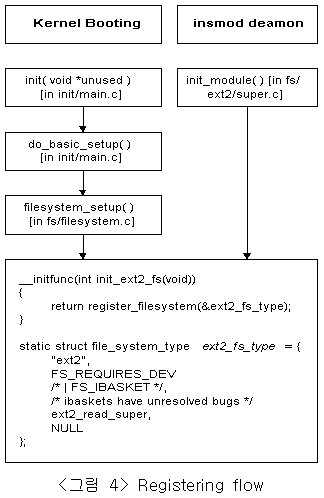 Kernel Booting
insmod deamon
init( void *unused )
[in init/main.c]
init_module( ) [in fs/
ext2/super.c]
do_basic_setup( )
[in init/main.c]
filesystem_setup( )
[in fs/filesystem.c]
__initfunc(int init_ext2_fs(void))
{
return register_filesystem(&ext2_fs_type);
}
static struct file_system_type ext2_fs_type = {
"ext2",
FS_REQUIRES_DEV
/* | FS_IBASKET */,
/* ibaskets have unresolved bugs */
ext2_read_super,
NULL
};
<그림 4> Registering flow